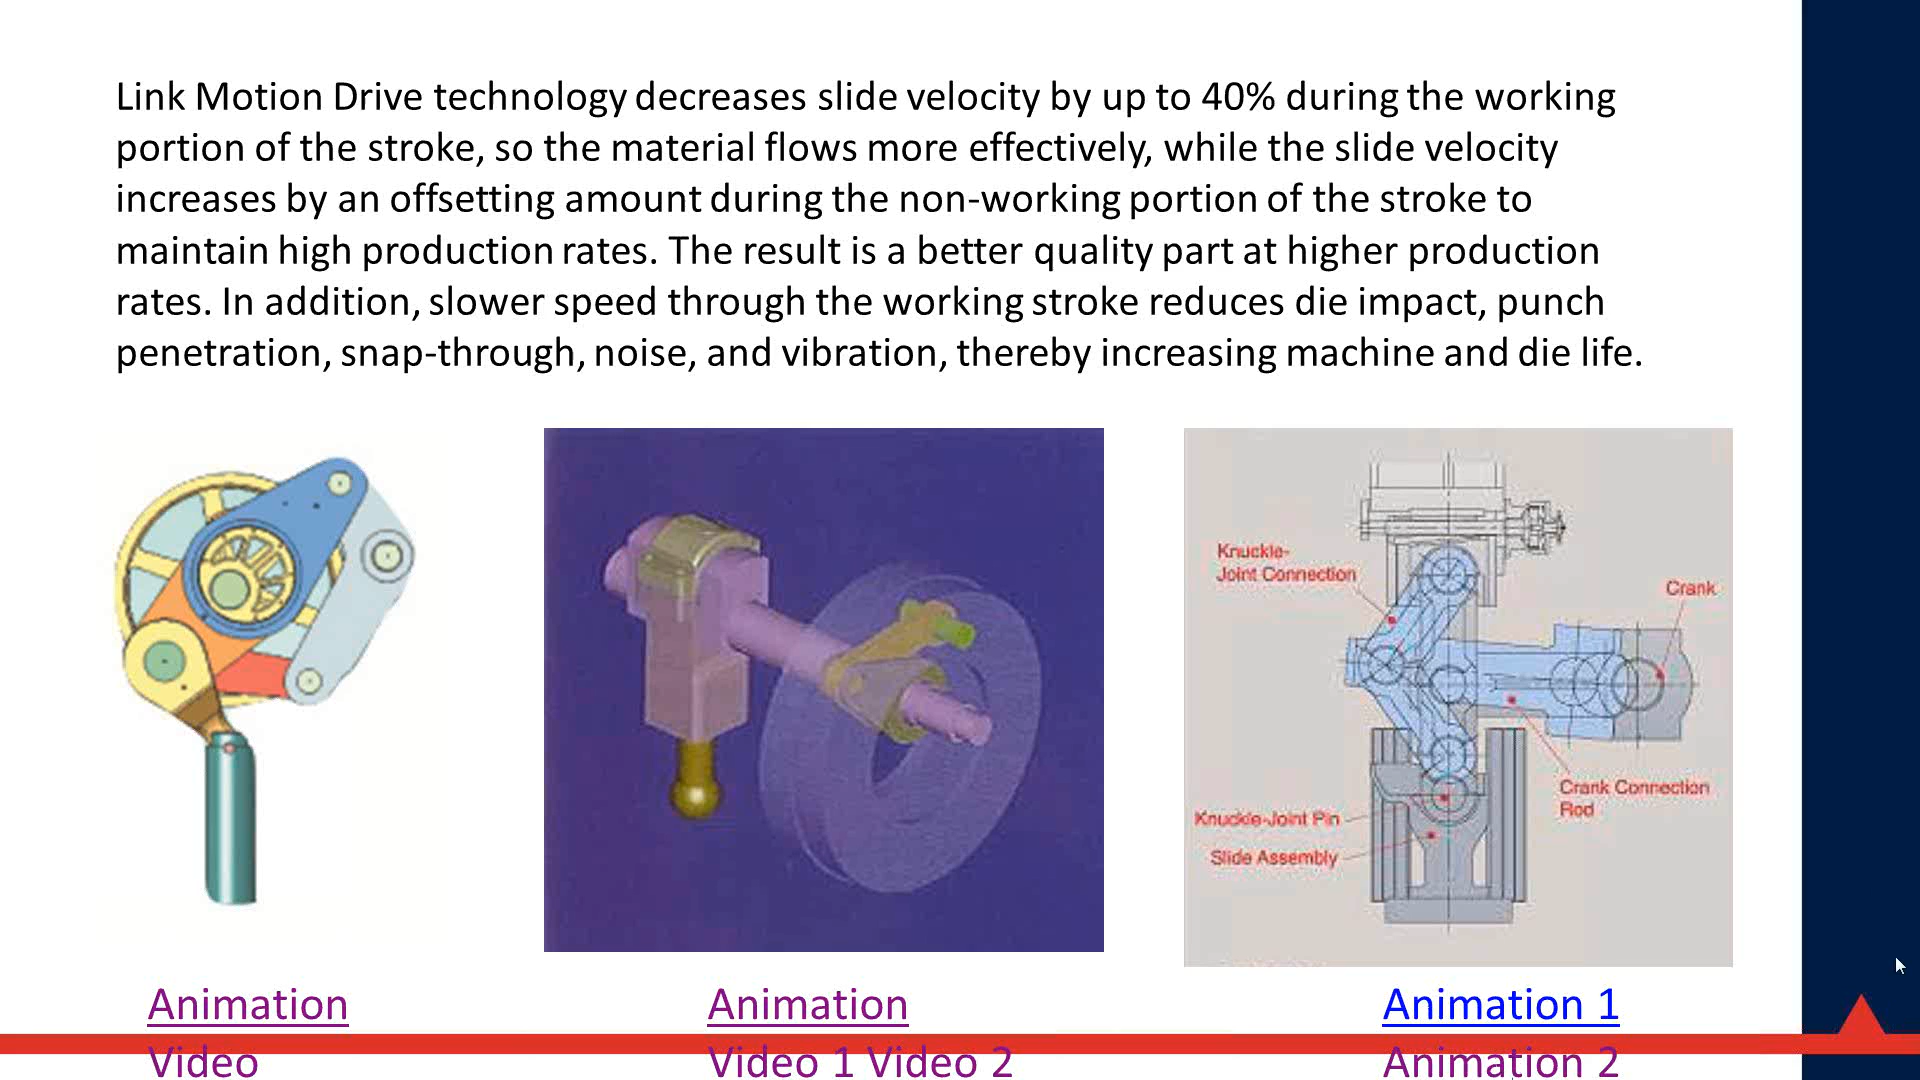 Link Motion Drive technology decreases slide velocity by up to 40% during the working
portion of the stroke, so the material flows more effectively, while the slide velocity
increases by an offsetting amount during the non-working portion of the stroke to
maintain high production rates. The result is a better quality part at higher production
rates. In addition, slower speed through the working stroke reduces die impact, punch
penetration, snap-through, noise, and vibration, thereby increasing machine and die life.
Knuckle-
Joint Connection
Crank
Crank Connection
Rod
Knuckle-Joint Pin
Slide Assembly
Animation
Video
Animation
Video 1 Video 2
Animation 1
Animation 2